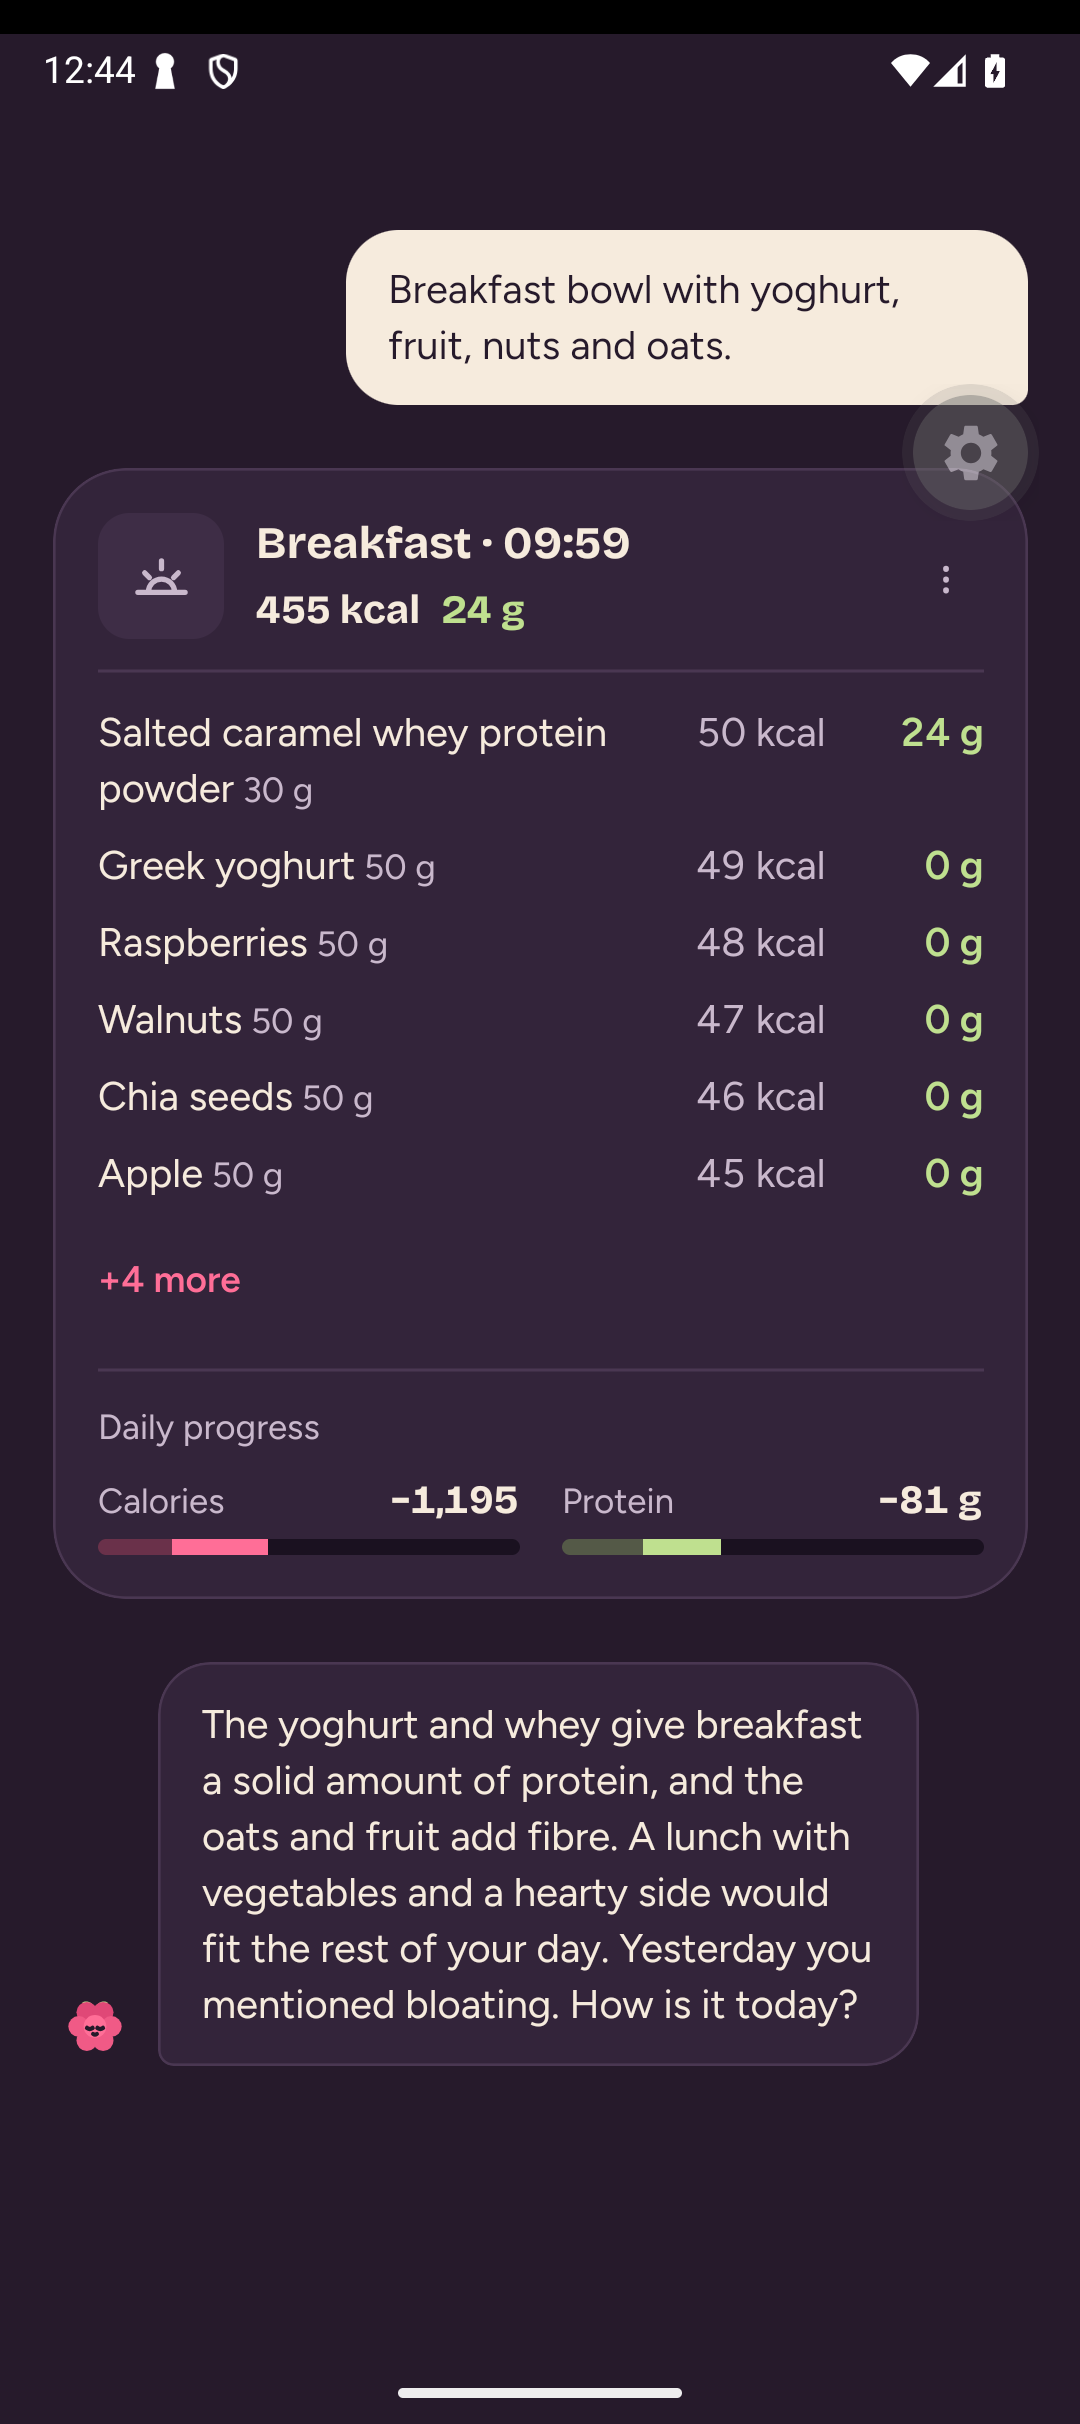 12:44
Breakfast bowl with yoghurt,
fruit, nuts and oats.
Breakfast · 09:59
455 kcal 24 g
Salted caramel whey protein 50 kcal 24 g
powder 30 g
Greek yoghurt 50 g 49 kcal 0 g
Raspberries 50 g 48 kcal 0 g
Walnuts 50 g 47 kcal 0 g
Chia seeds 50 g 46 kcal 0 g
Apple 50 g 45 kcal 0 g
+4 more
Daily progress
Calories −1,195 Protein −81 g
The yoghurt and whey give breakfast
a solid amount of protein, and the
oats and fruit add fibre. A lunch with
vegetables and a hearty side would
fit the rest of your day. Yesterday you
mentioned bloating. How is it today?